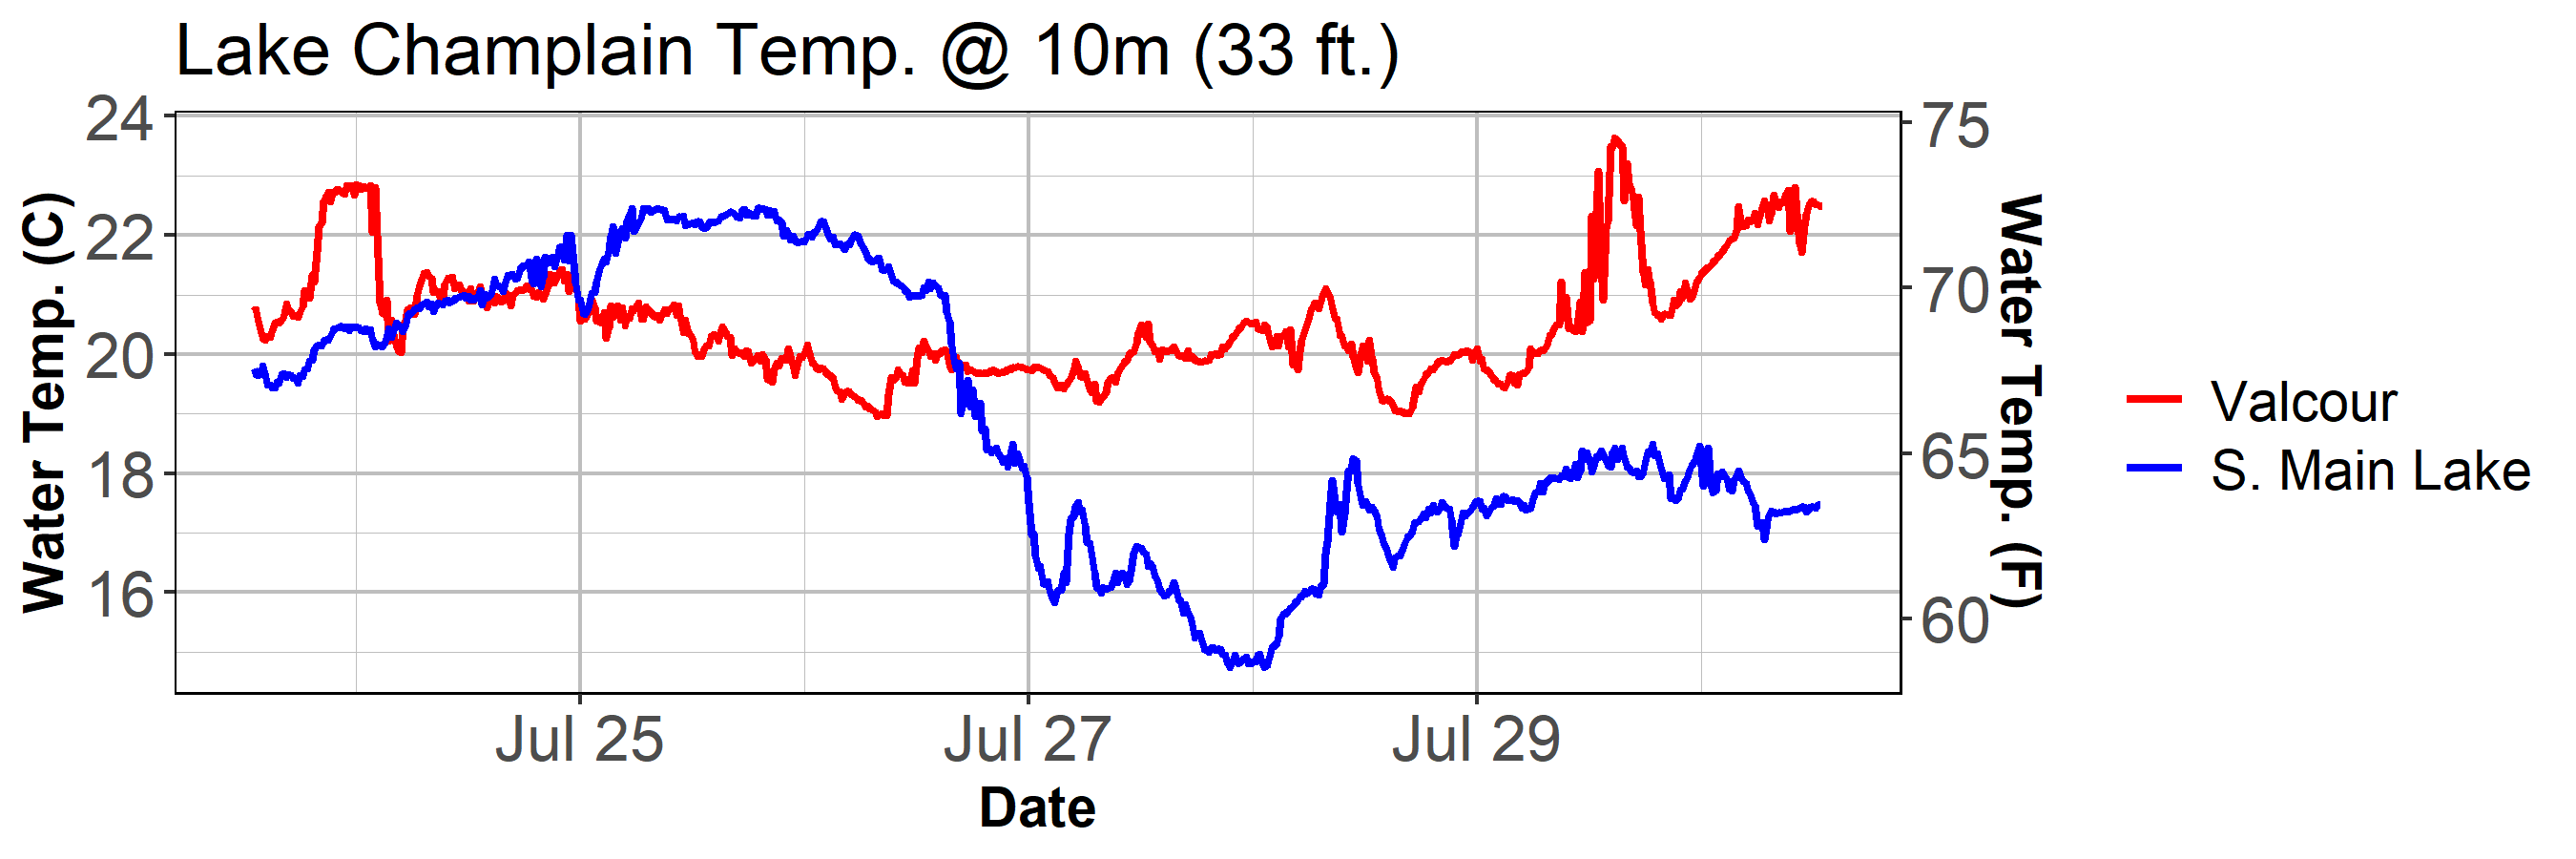 Lake Champlain Temp. @ 10m (33 ft.)
Water Temp. (C)
24
22
20
18
16
75
70
65
60
Water Temp. (F)
Jul 25
Jul 27
Jul 29
Date
Valcour
S. Main Lake